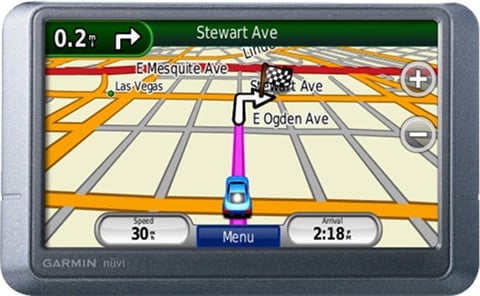 0.2 mi
Stewart Ave
Linde
E Mesquite Ave
Las Vegas
Stewart Ave
E Ogden Ave
Speed
30
Arrival
2:18 PM
Menu
GARMIN nüvi